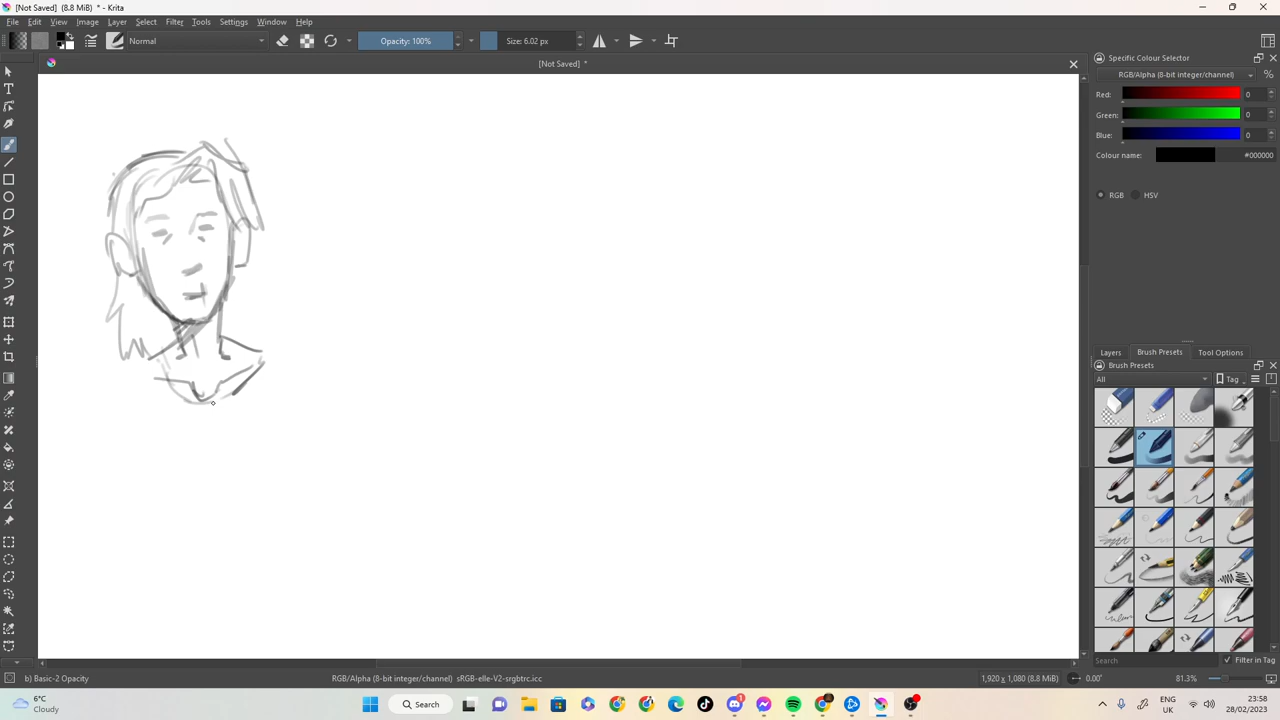 [Not Saved] (8.8 MiB) * - Krita
File Edit View Image Layer Select Filter Tools Settings Window Help
Normal Opacity: 100% Size: 6.02 px
[Not Saved] *
Specific Colour Selector
RGB/Alpha (8-bit integer/channel) %
Red: 0
Green: 0
Blue: 0
Colour name: #000000
RGB HSV
Layers Brush Presets Tool Options
Brush Presets
All Tag
Search Filter in Tag
b) Basic-2 Opacity RGB/Alpha (8-bit integer/channel) sRGB-elle-V2-srgbtrc.icc 1,920 x 1,080 (8.8 MiB) 0.00° 81.3%
6°C
Cloudy
Search
ENG
UK
23:58
28/02/2023